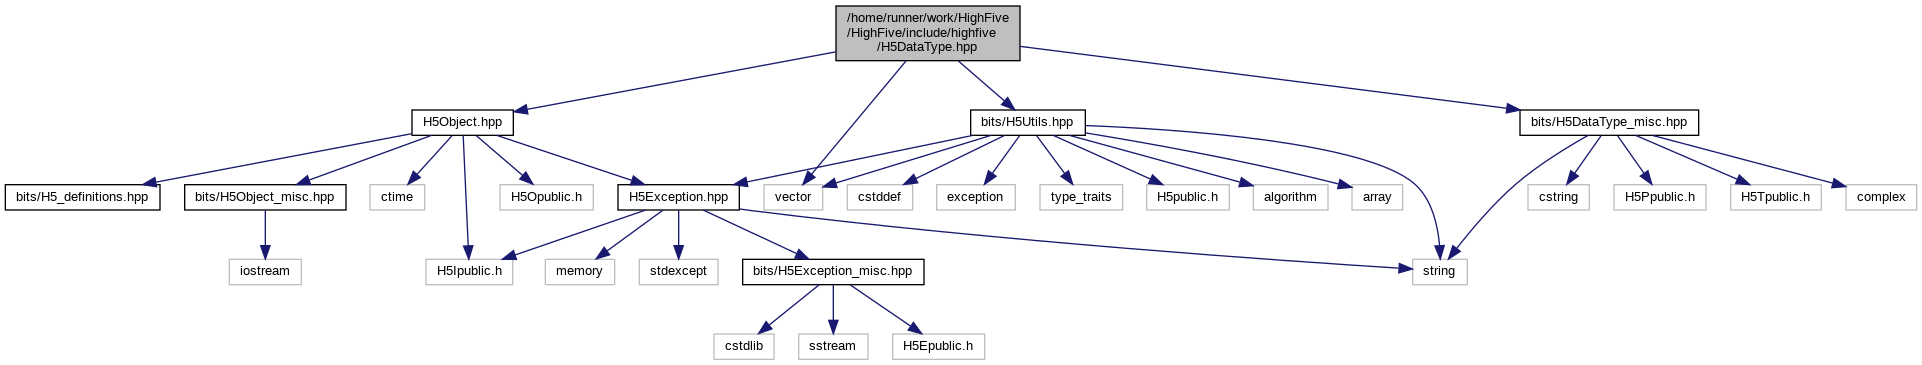 /home/runner/work/HighFive
/HighFive/include/highfive
/H5DataType.hpp
H5Object.hpp
bits/H5Utils.hpp
bits/H5DataType_misc.hpp
bits/H5_definitions.hpp
bits/H5Object_misc.hpp
ctime
H5Opublic.h
H5Exception.hpp
vector
cstddef
exception
type_traits
H5public.h
algorithm
array
cstring
H5Ppublic.h
H5Tpublic.h
complex
iostream
H5Ipublic.h
memory
stdexcept
bits/H5Exception_misc.hpp
string
cstdlib
sstream
H5Epublic.h